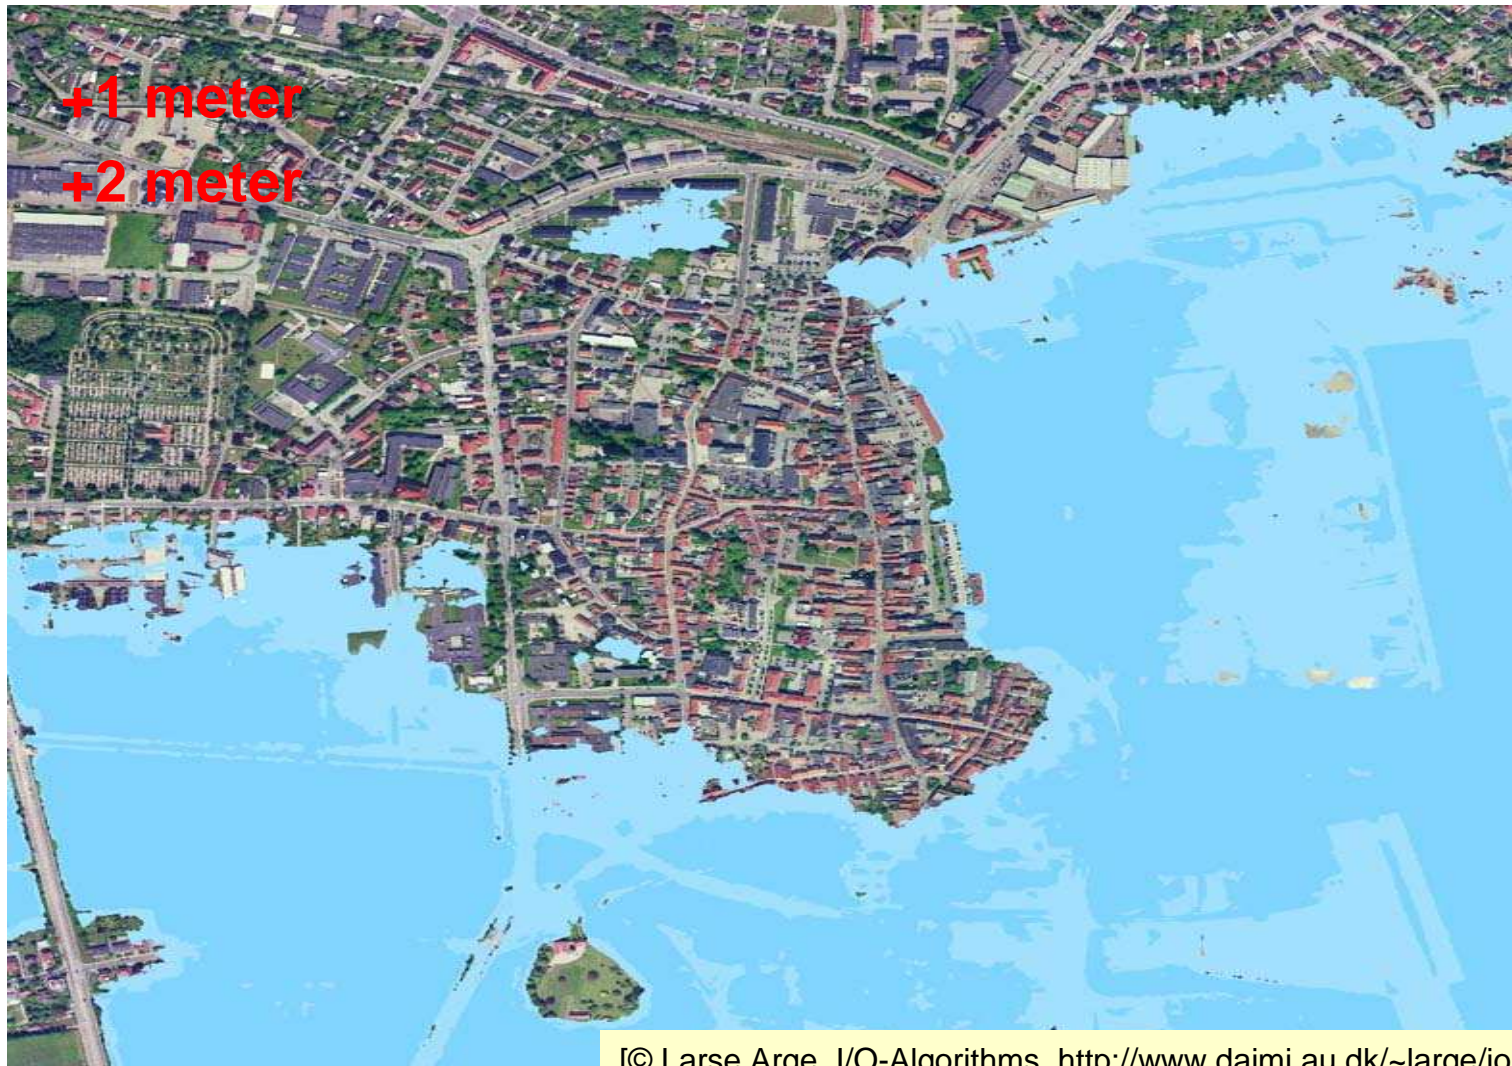 +1 meter
+2 meter
[© Larse Arge, I/O-Algorithms, http://www.daimi.au.dk/~large/io